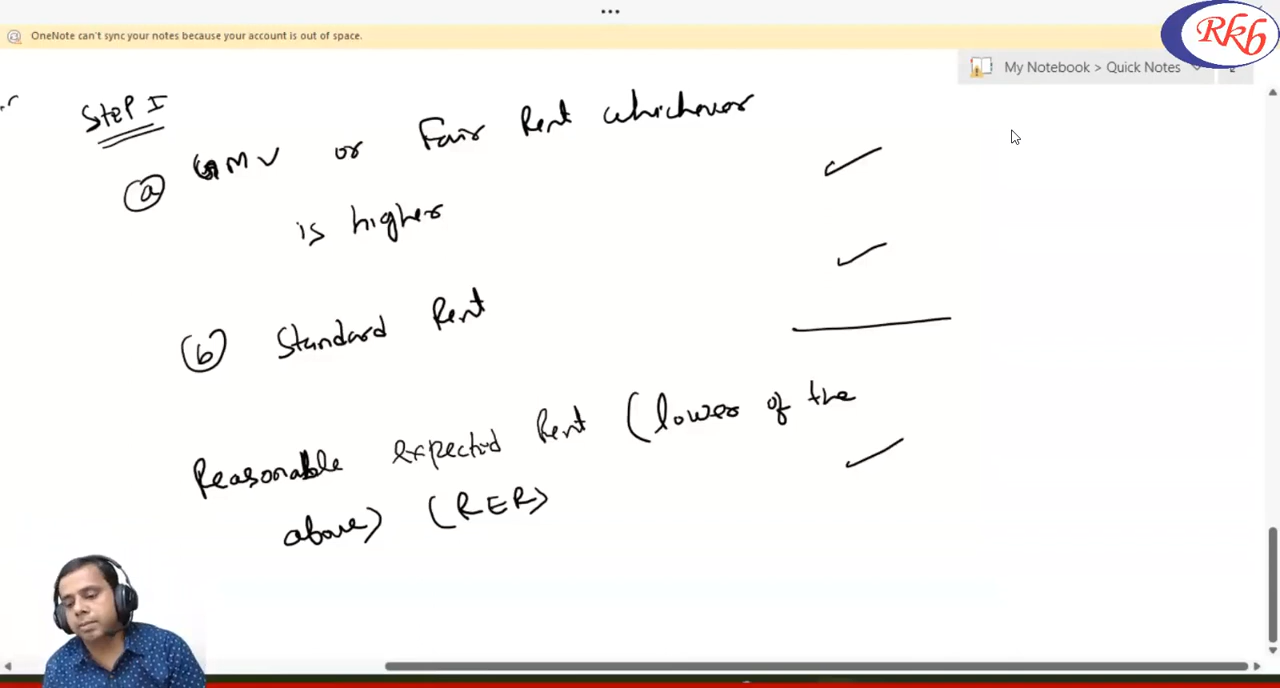 OneNote can't sync your notes because your account is out of space.
Rkb
My Notebook > Quick Notes
Step I
(a) GMV or Fair Rent whichever
is higher
(b) Standard Rent
Reasonable expected Rent (lower of the
above) (RER)